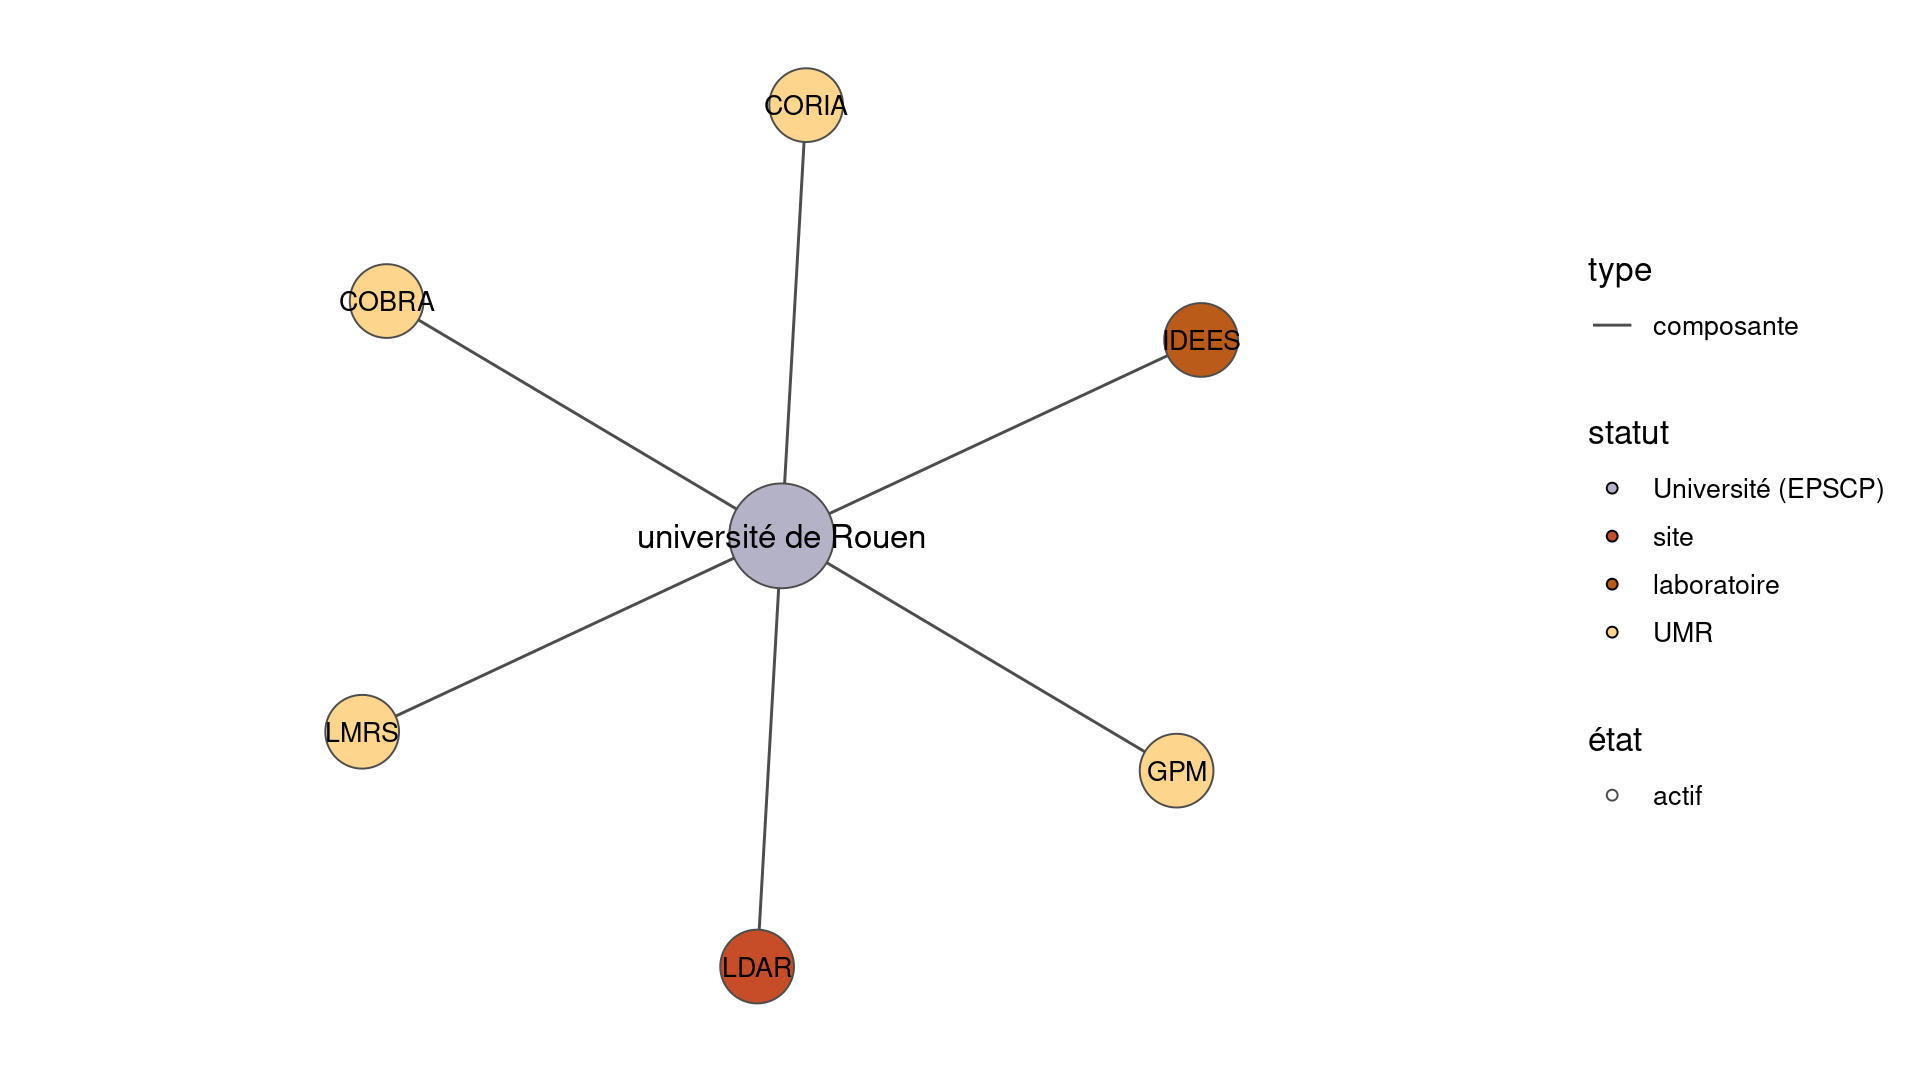 CORIA
COBRA
IDEES
université de Rouen
LMRS
GPM
LDAR
type
composante
statut
Université (EPSCP)
site
laboratoire
UMR
état
actif